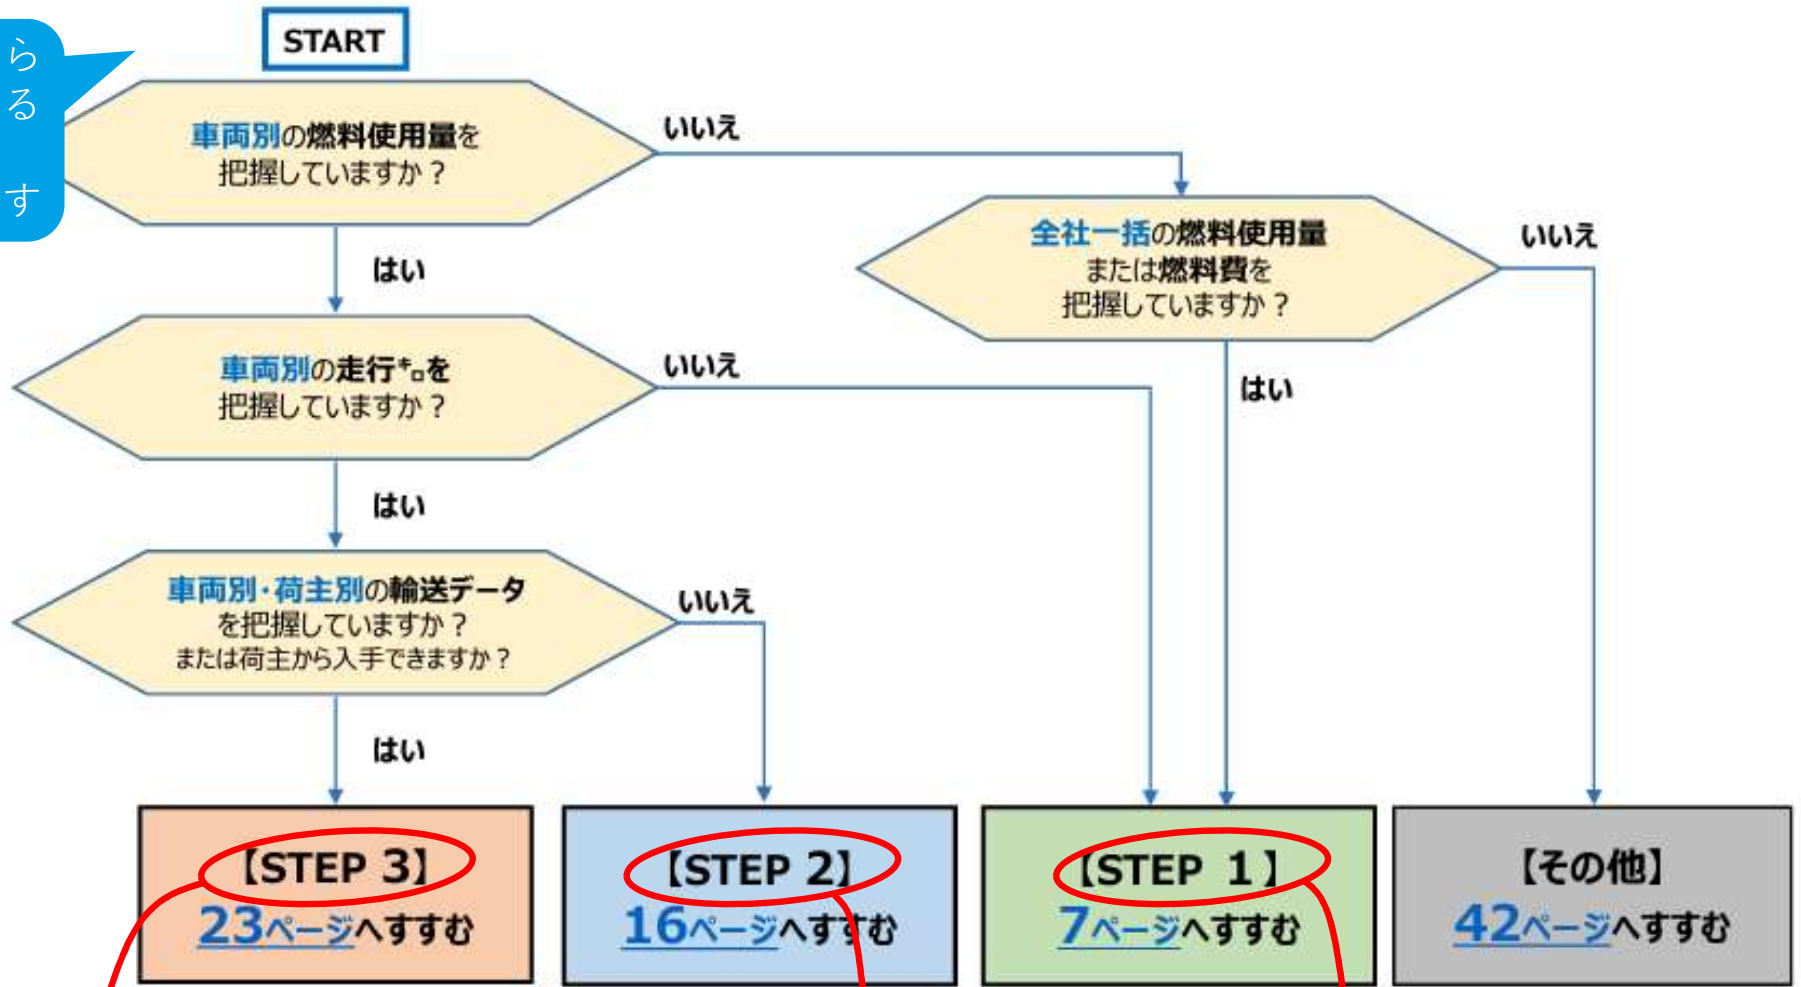 ら
る
す
START
車両別の燃料使用量を
把握していますか？
いいえ
はい
全社一括の燃料使用量
または燃料費を
把握していますか？
いいえ
はい
車両別の走行㌔を
把握していますか？
いいえ
はい
車両別・荷主別の輸送データ
を把握していますか？
または荷主から入手できますか？
いいえ
はい
【STEP 3】
23ページへすすむ
【STEP 2】
16ページへすすむ
【STEP 1】
7ページへすすむ
【その他】
42ページへすすむ